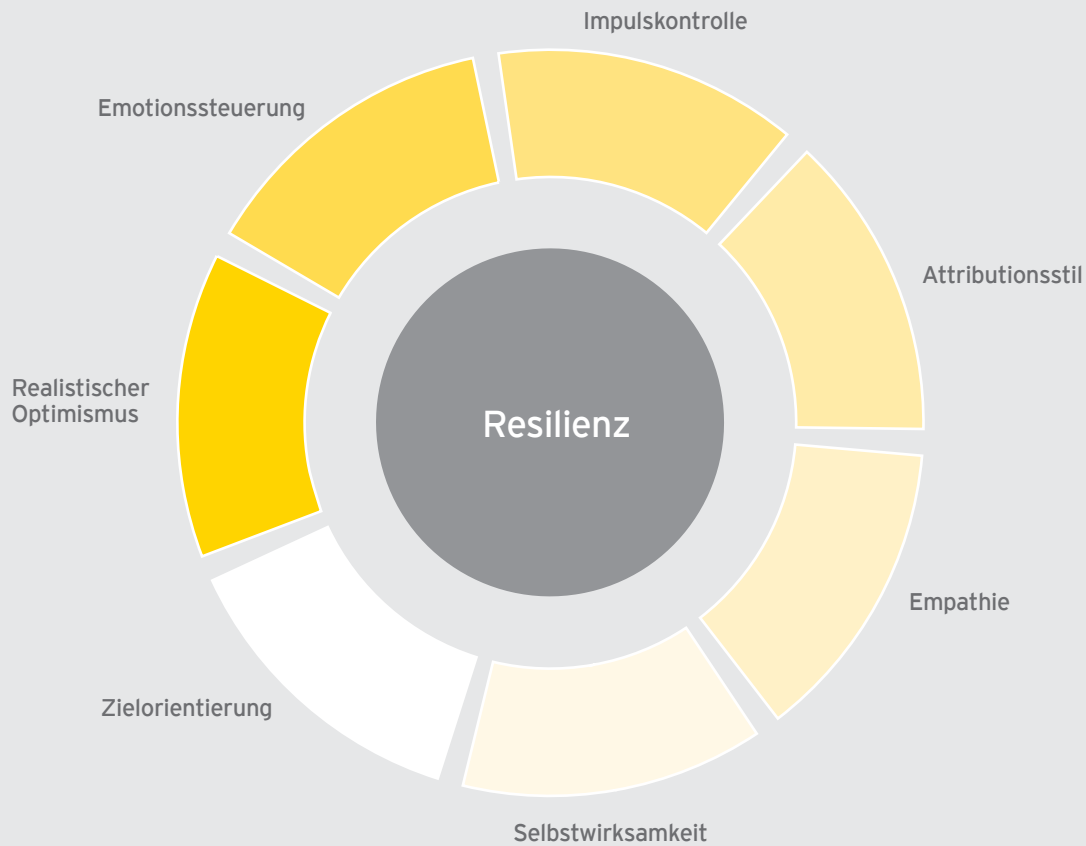 Impulskontrolle
Emotionssteuerung
Attributionsstil
Realistischer
Optimismus
Resilienz
Empathie
Zielorientierung
Selbstwirksamkeit